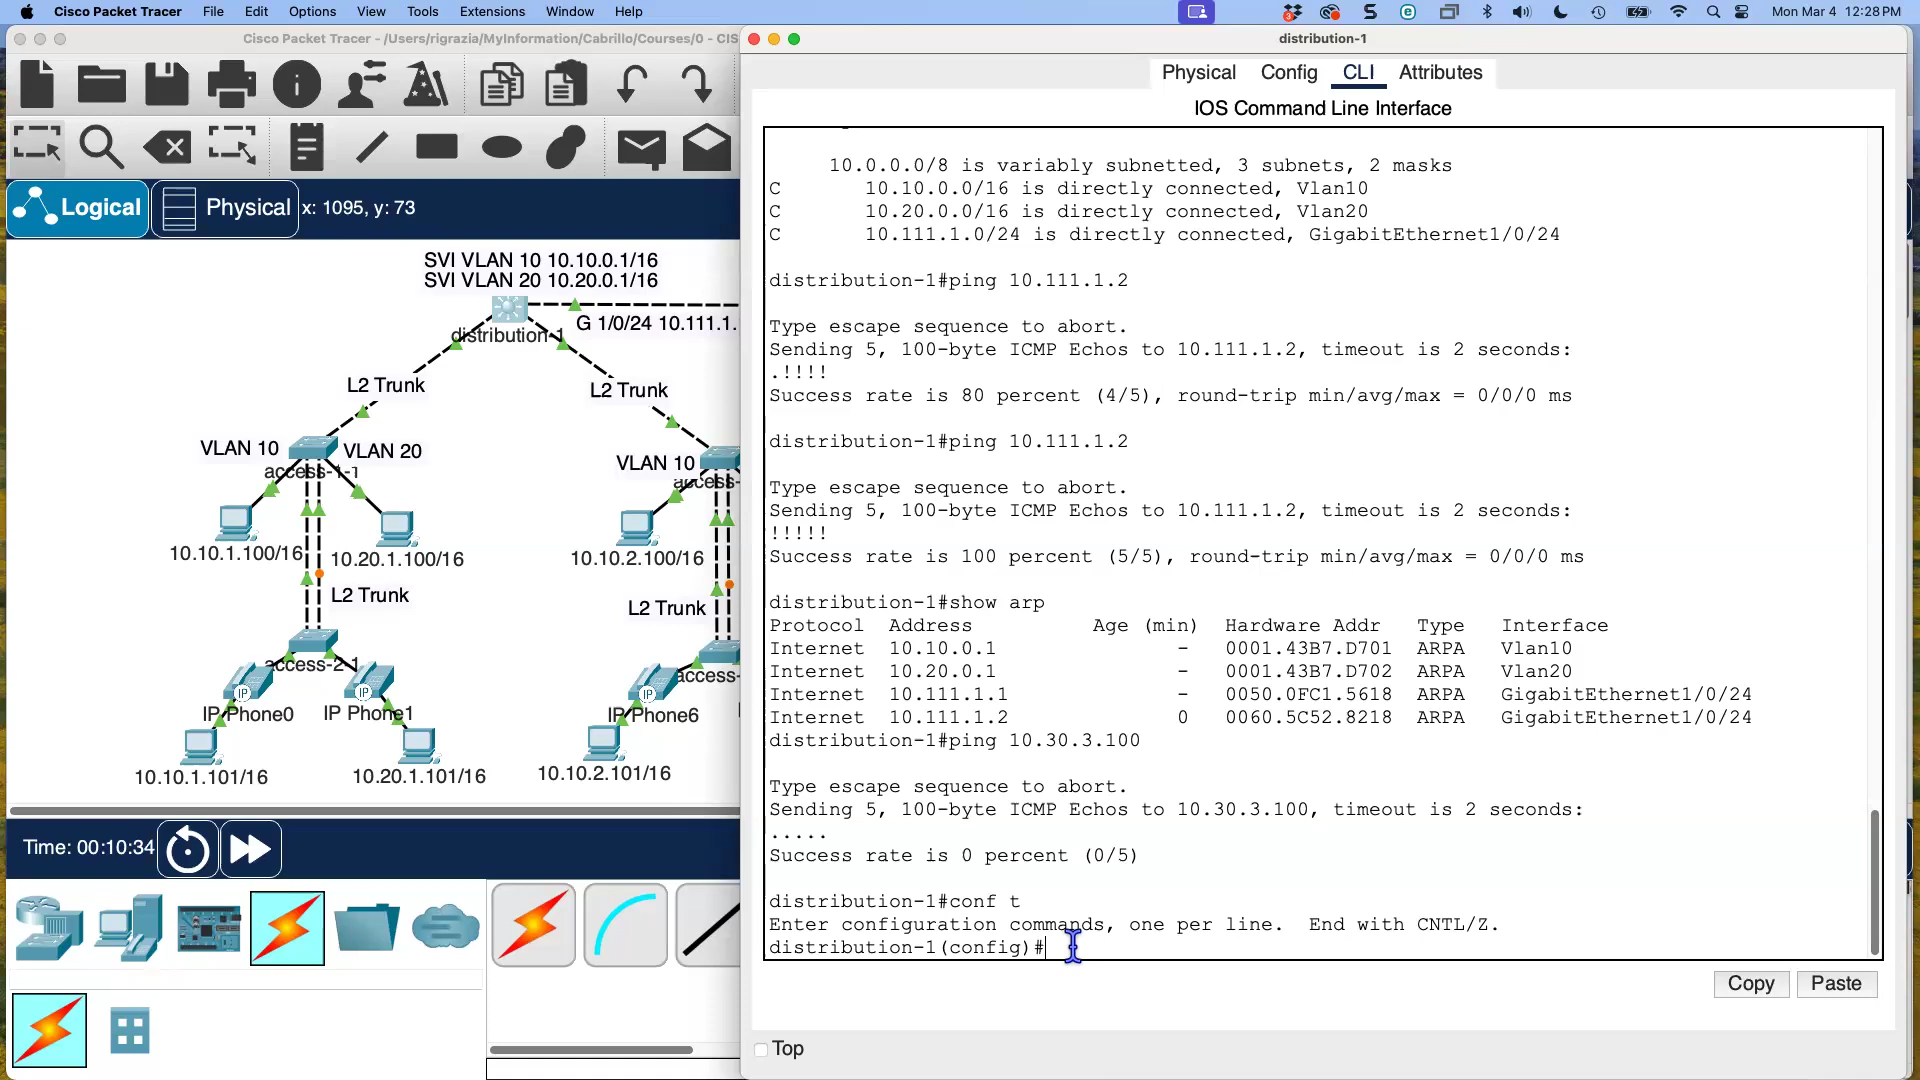 Cisco Packet Tracer File Edit Options View Tools Extensions Window Help Mon Mar 4 12:28 PM
Cisco Packet Tracer - /Users/rigrazia/MyInformation/Cabrillo/Courses/0 - CIS
distribution-1
Physical Config CLI Attributes
IOS Command Line Interface
Logical Physical x: 1095, y: 73
SVI VLAN 10 10.10.0.1/16
SVI VLAN 20 10.20.0.1/16
G 1/0/24 10.111.1.
distribution-1
L2 Trunk
L2 Trunk
VLAN 10 VLAN 20
access-1-1
VLAN 10
access-
10.10.1.100/16 10.20.1.100/16
10.10.2.100/16
L2 Trunk
L2 Trunk
access-2-1
access-
IP
IP
IP
IP Phone0 IP Phone1
IP Phone6
10.10.1.101/16 10.20.1.101/16
10.10.2.101/16
Time: 00:10:34
10.0.0.0/8 is variably subnetted, 3 subnets, 2 masks
C 10.10.0.0/16 is directly connected, Vlan10
C 10.20.0.0/16 is directly connected, Vlan20
C 10.111.1.0/24 is directly connected, GigabitEthernet1/0/24
distribution-1#ping 10.111.1.2
Type escape sequence to abort.
Sending 5, 100-byte ICMP Echos to 10.111.1.2, timeout is 2 seconds:
.!!!!
Success rate is 80 percent (4/5), round-trip min/avg/max = 0/0/0 ms
distribution-1#ping 10.111.1.2
Type escape sequence to abort.
Sending 5, 100-byte ICMP Echos to 10.111.1.2, timeout is 2 seconds:
!!!!!
Success rate is 100 percent (5/5), round-trip min/avg/max = 0/0/0 ms
distribution-1#show arp
Protocol Address Age (min) Hardware Addr Type Interface
Internet 10.10.0.1 - 0001.43B7.D701 ARPA Vlan10
Internet 10.20.0.1 - 0001.43B7.D702 ARPA Vlan20
Internet 10.111.1.1 - 0050.0FC1.5618 ARPA GigabitEthernet1/0/24
Internet 10.111.1.2 0 0060.5C52.8218 ARPA GigabitEthernet1/0/24
distribution-1#ping 10.30.3.100
Type escape sequence to abort.
Sending 5, 100-byte ICMP Echos to 10.30.3.100, timeout is 2 seconds:
.....
Success rate is 0 percent (0/5)
distribution-1#conf t
Enter configuration commands, one per line. End with CNTL/Z.
distribution-1(config)#
Copy Paste
Top